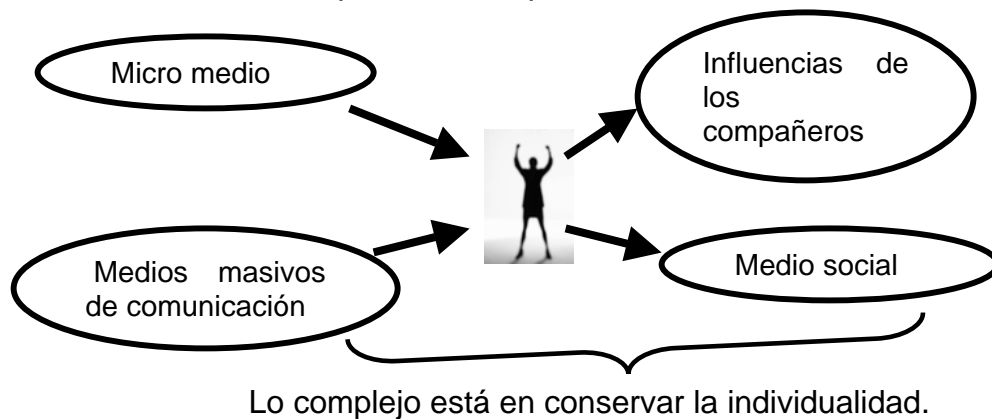 Micro medio
Influencias de
los
compañeros
Medios masivos
de comunicación
Medio social
Lo complejo está en conservar la individualidad.